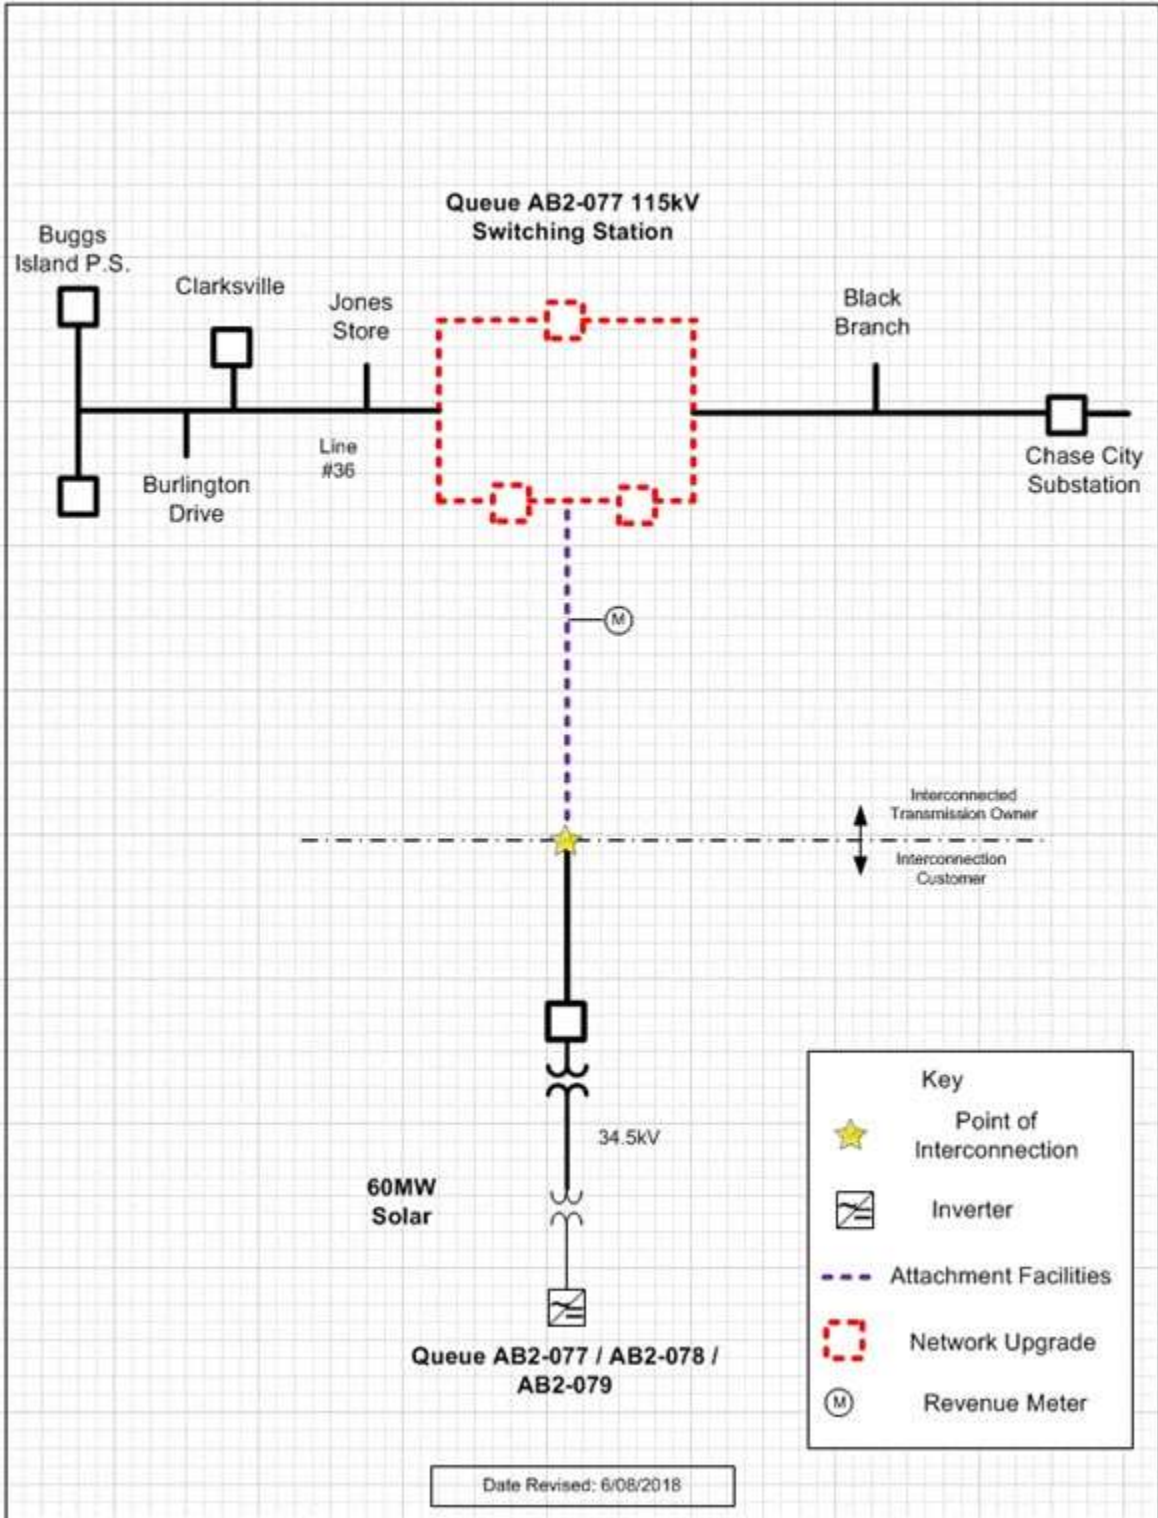 Queue AB2-077 115kV
Switching Station
Buggs
Island P.S.
Clarksville
Jones
Store
Black
Branch
Line
#36
Burlington
Drive
Chase City
Substation
M
Interconnected
Transmission Owner
Interconnection
Customer
34.5kV
60MW
Solar
Queue AB2-077 / AB2-078 /
AB2-079
Key
Point of
Interconnection
Inverter
Attachment Facilities
Network Upgrade
M
Revenue Meter
Date Revised: 6/08/2018